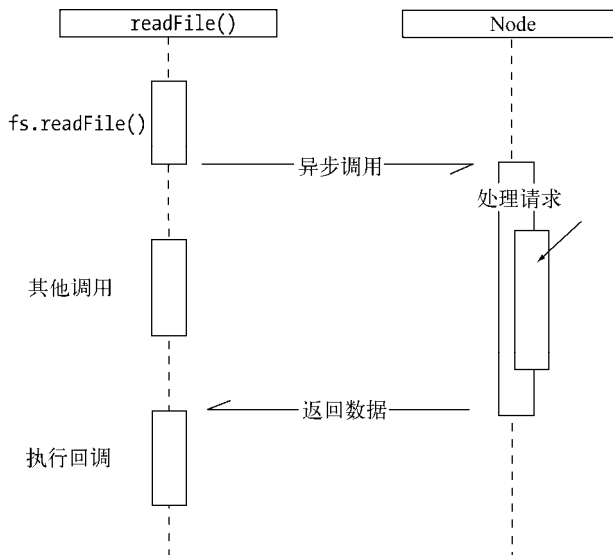 readFile()
Node
fs.readFile()
异步调用
处理请求
其他调用
返回数据
执行回调